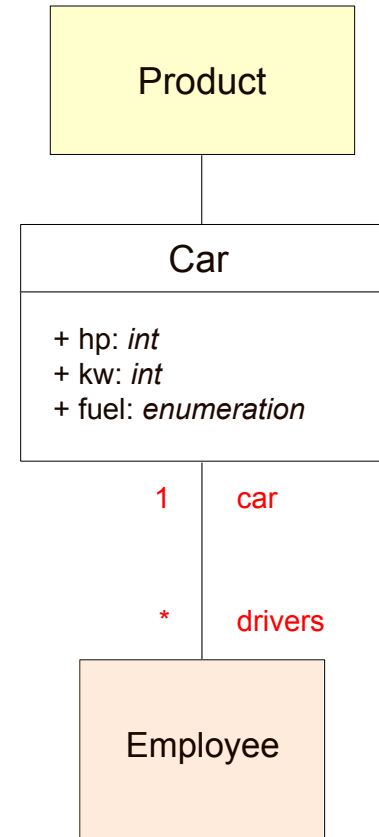 Product
Car
+ hp: int
+ kw: int
+ fuel: enumeration
1 car
* drivers
Employee